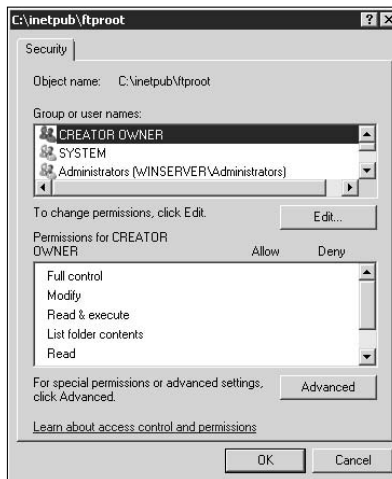 C:\inetpub\ftproot
Security
Object name: C:\inetpub\ftproot
Group or user names:
CREATOR OWNER
SYSTEM
Administrators (WINSERVER\Administrators)
To change permissions, click Edit.
Edit...
Permissions for CREATOR
OWNER Allow Deny
Full control
Modify
Read & execute
List folder contents
Read
For special permissions or advanced settings,
click Advanced.
Advanced
Learn about access control and permissions
OK Cancel